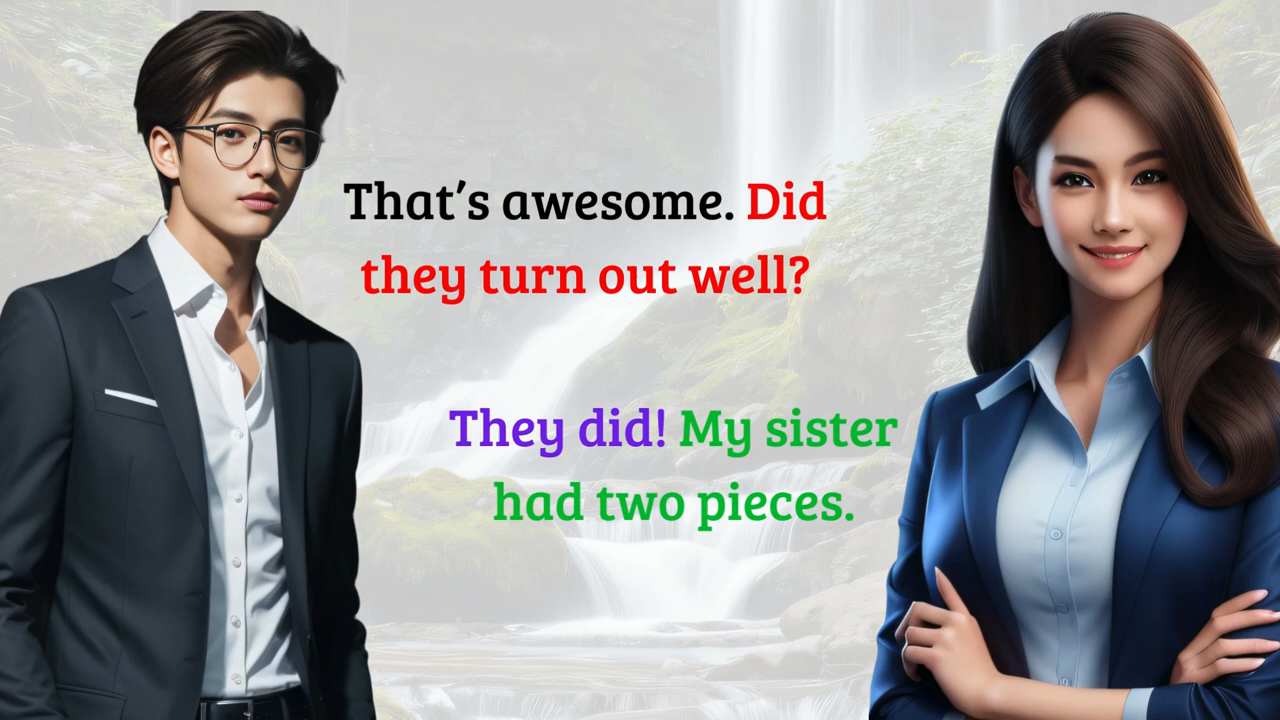 That's awesome. Did
they turn out well?
They did! My sister
had two pieces.